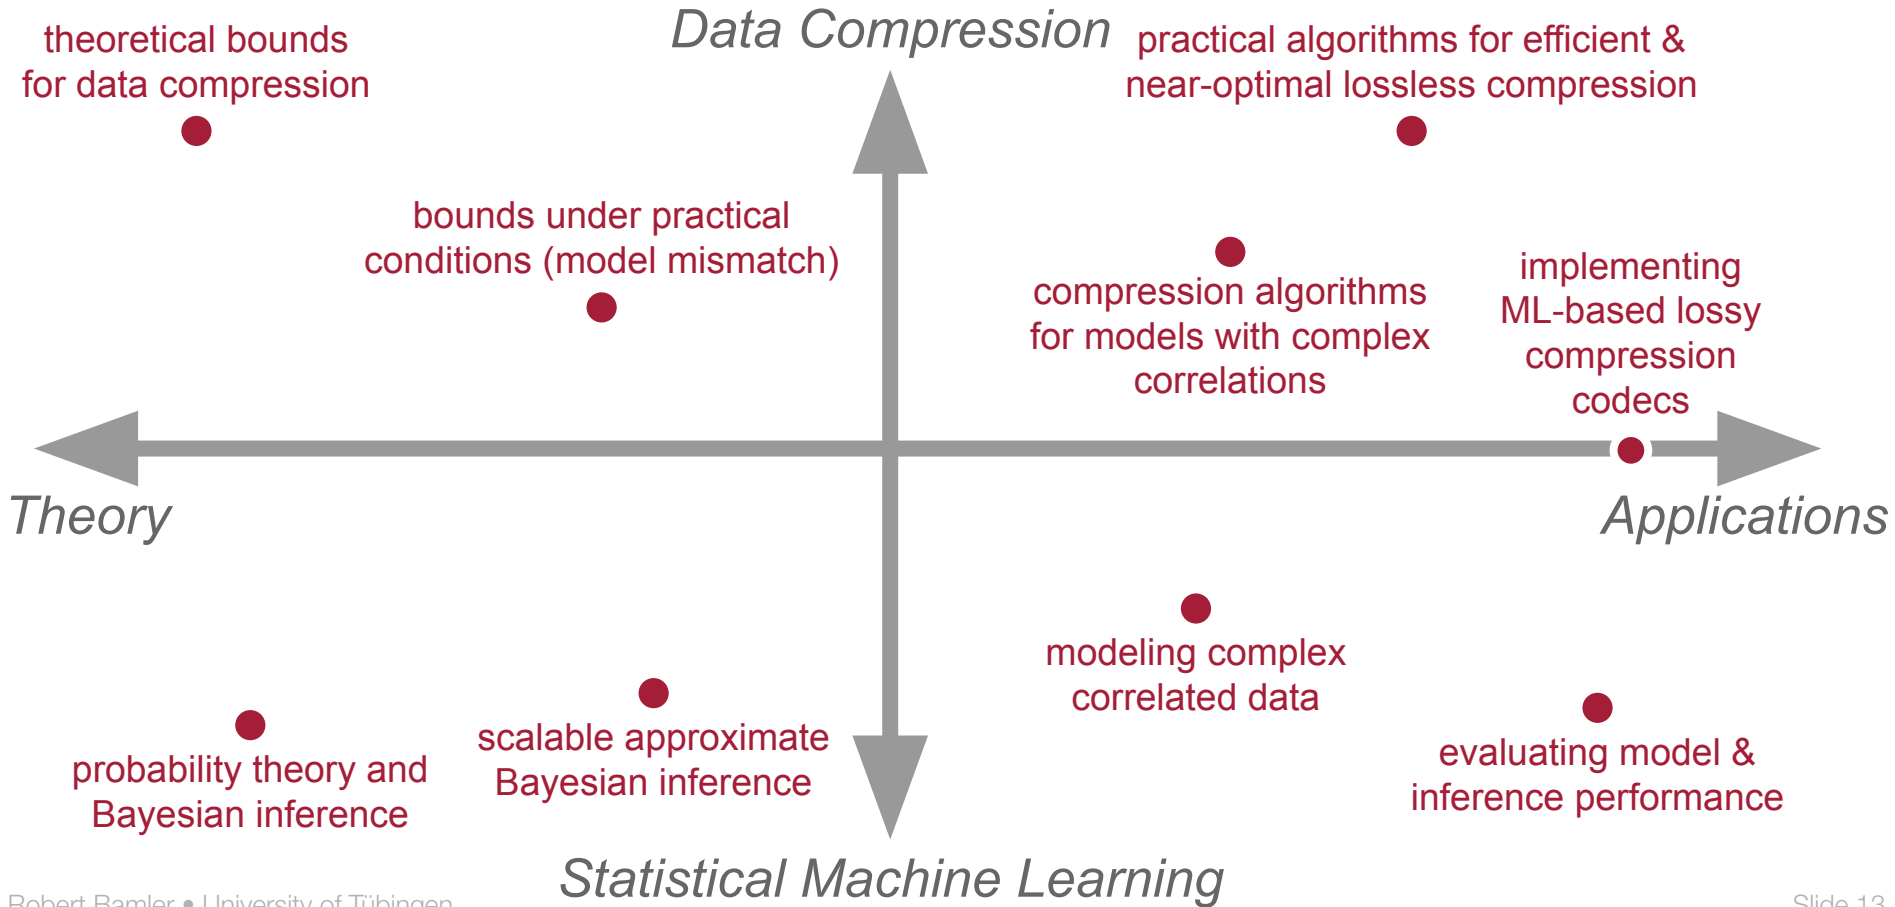 Data Compression
theoretical bounds
for data compression
practical algorithms for efficient &
near-optimal lossless compression
bounds under practical
conditions (model mismatch)
compression algorithms
for models with complex
correlations
implementing
ML-based lossy
compression
codecs
Theory
Applications
modeling complex
correlated data
scalable approximate
Bayesian inference
probability theory and
Bayesian inference
evaluating model &
inference performance
Statistical Machine Learning
Robert Bamler • University of Tübingen
Slide 13